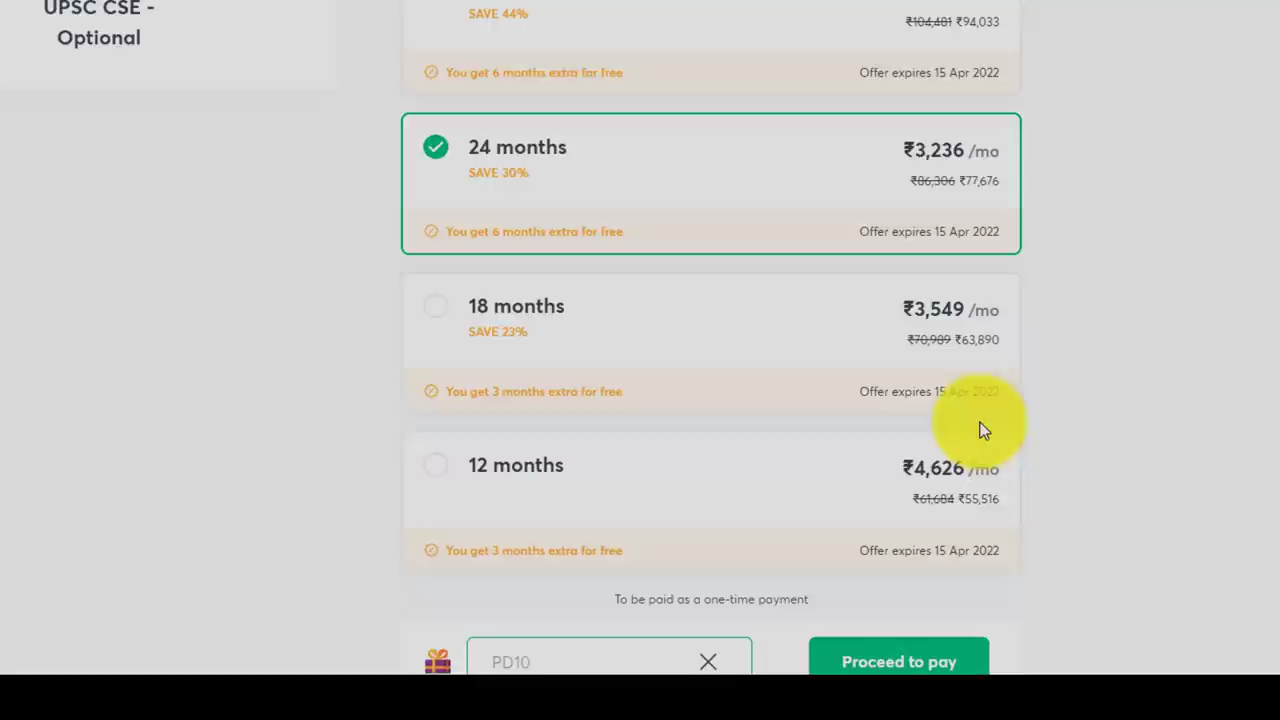 UPSC CSE -
Optional
SAVE 44%
₹104,481 ₹94,033
You get 6 months extra for free
Offer expires 15 Apr 2022
24 months
₹3,236 /mo
SAVE 30%
₹86,306 ₹77,676
You get 6 months extra for free
Offer expires 15 Apr 2022
18 months
₹3,549 /mo
SAVE 23%
₹70,989 ₹63,890
You get 3 months extra for free
Offer expires 15 Apr 2022
12 months
₹4,626 /mo
₹61,684 ₹55,516
You get 3 months extra for free
Offer expires 15 Apr 2022
To be paid as a one-time payment
PD10
Proceed to pay